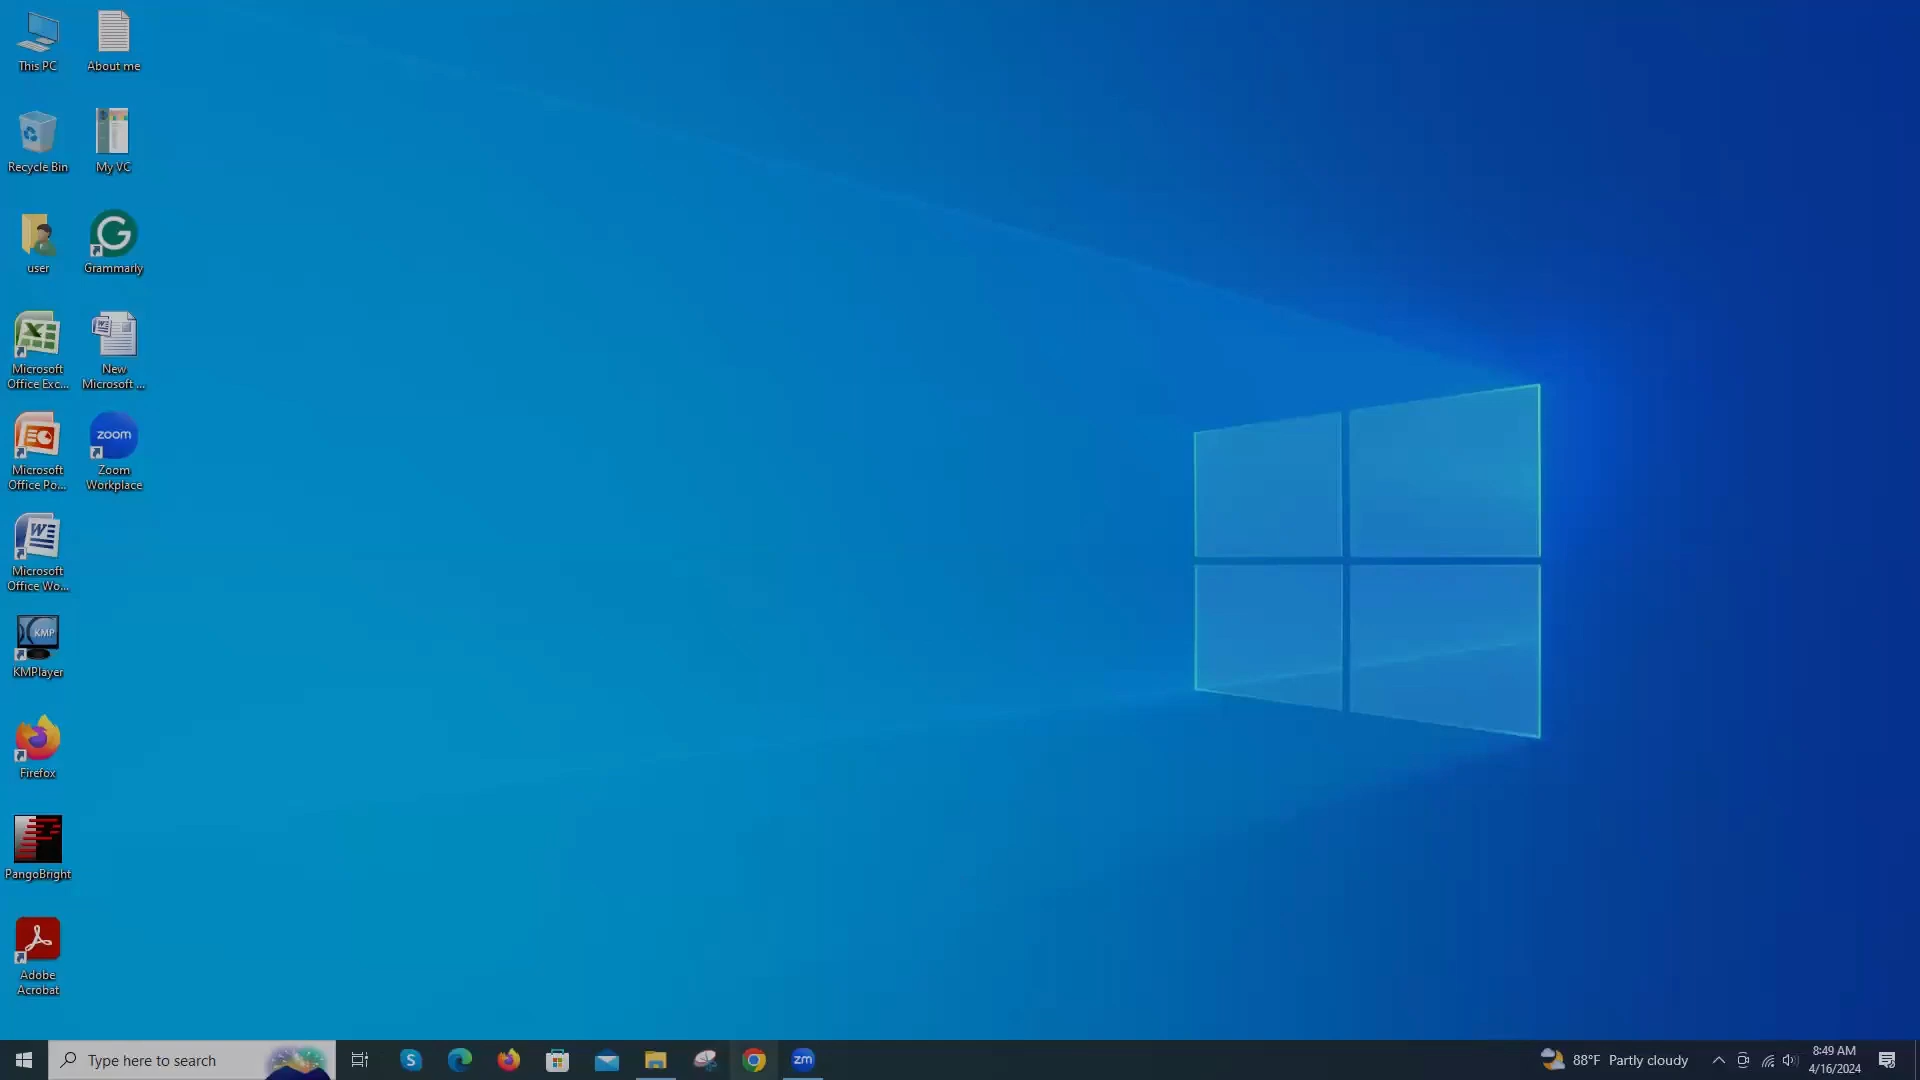 This PC
About me
Recycle Bin
My VC
user
Grammarly
Microsoft
Office Exc...
New
Microsoft ...
Microsoft
Office Po...
zoom
Zoom
Workplace
Microsoft
Office Wo...
KMP
KMPlayer
Firefox
PangoBright
Adobe
Acrobat
Type here to search
zm
88°F Partly cloudy
8:49 AM
4/16/2024